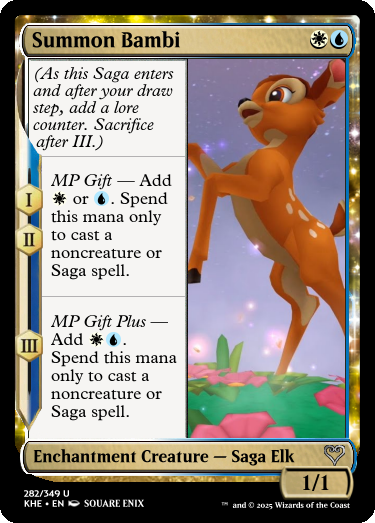 Summon Bambi
(As this Saga enters
and after your draw
step, add a lore
counter. Sacrifice
after III.)
I
II
MP Gift — Add
or . Spend
this mana only
to cast a
noncreature or
Saga spell.
III
MP Gift Plus —
Add .
Spend this mana
only to cast a
noncreature or
Saga spell.
Enchantment Creature — Saga Elk
1/1
282/349 U
KHE • EN SQUARE ENIX
™ and © 2025 Wizards of the Coast